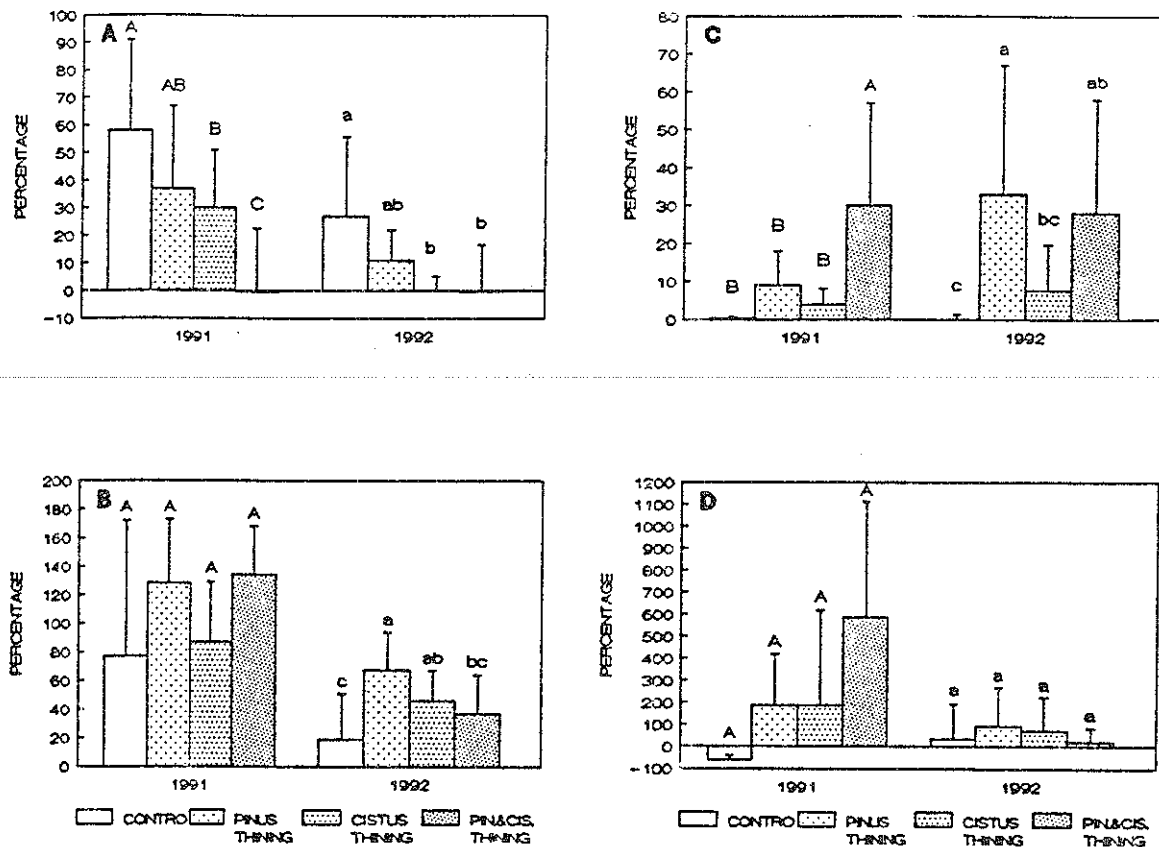 A
100
90
80
70
60
50
40
30
20
10
0
-10
PERCENTAGE
A
AB
B
C
a
ab
b
b
1991
1992
C
80
70
60
50
40
30
20
10
0
PERCENTAGE
B
B
B
A
c
a
bc
ab
1991
1992
B
200
180
160
140
120
100
80
60
40
20
0
PERCENTAGE
A
A
A
A
c
a
ab
bc
1991
1992
CONTRO PINUS THINING CISTUS THINING PIN&CIS. THINING
D
1200
1100
1000
900
800
700
600
500
400
300
200
100
0
-100
PERCENTAGE
A
A
A
A
a
a
a
a
1991
1992
CONTRO PINUS THINING CISTUS THINING PIN&CIS. THINING